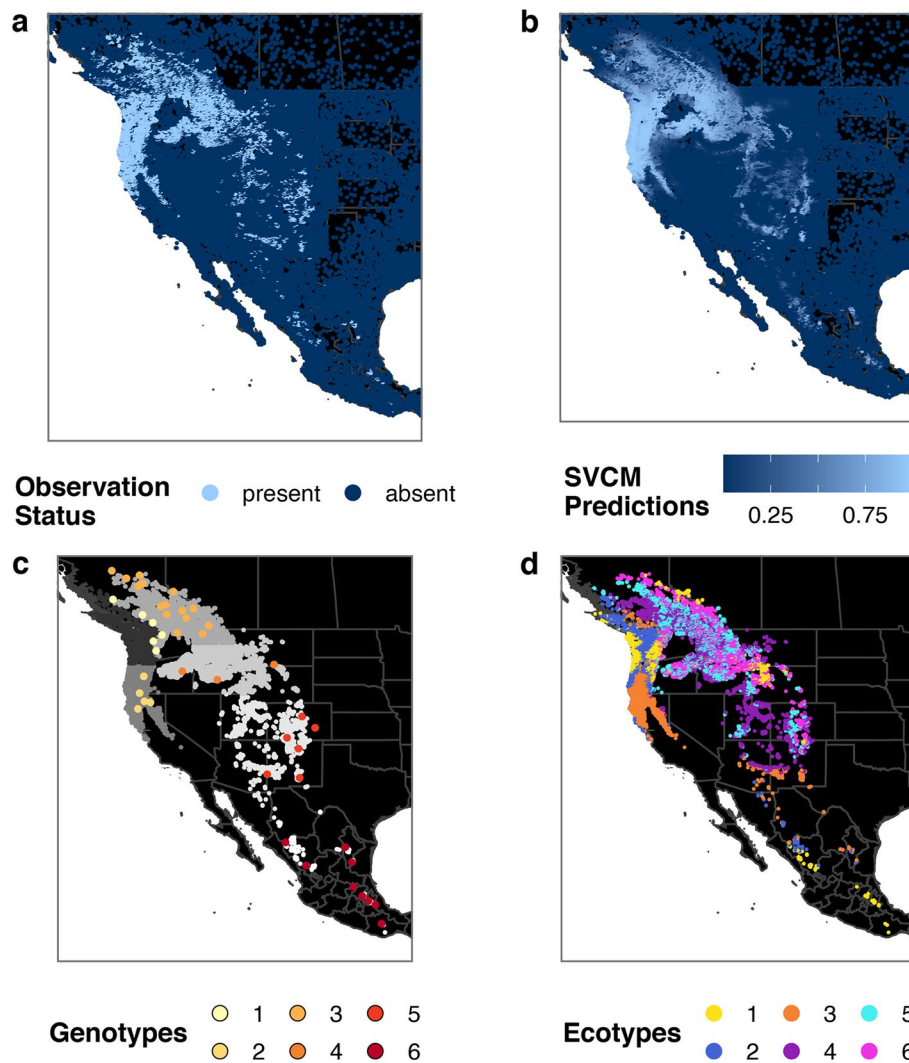 a
b
Observation
Status
present
absent
SVCM
Predictions
0.25
0.75
c
d
Genotypes
1
3
5
2
4
6
Ecotypes
1
3
5
2
4
6